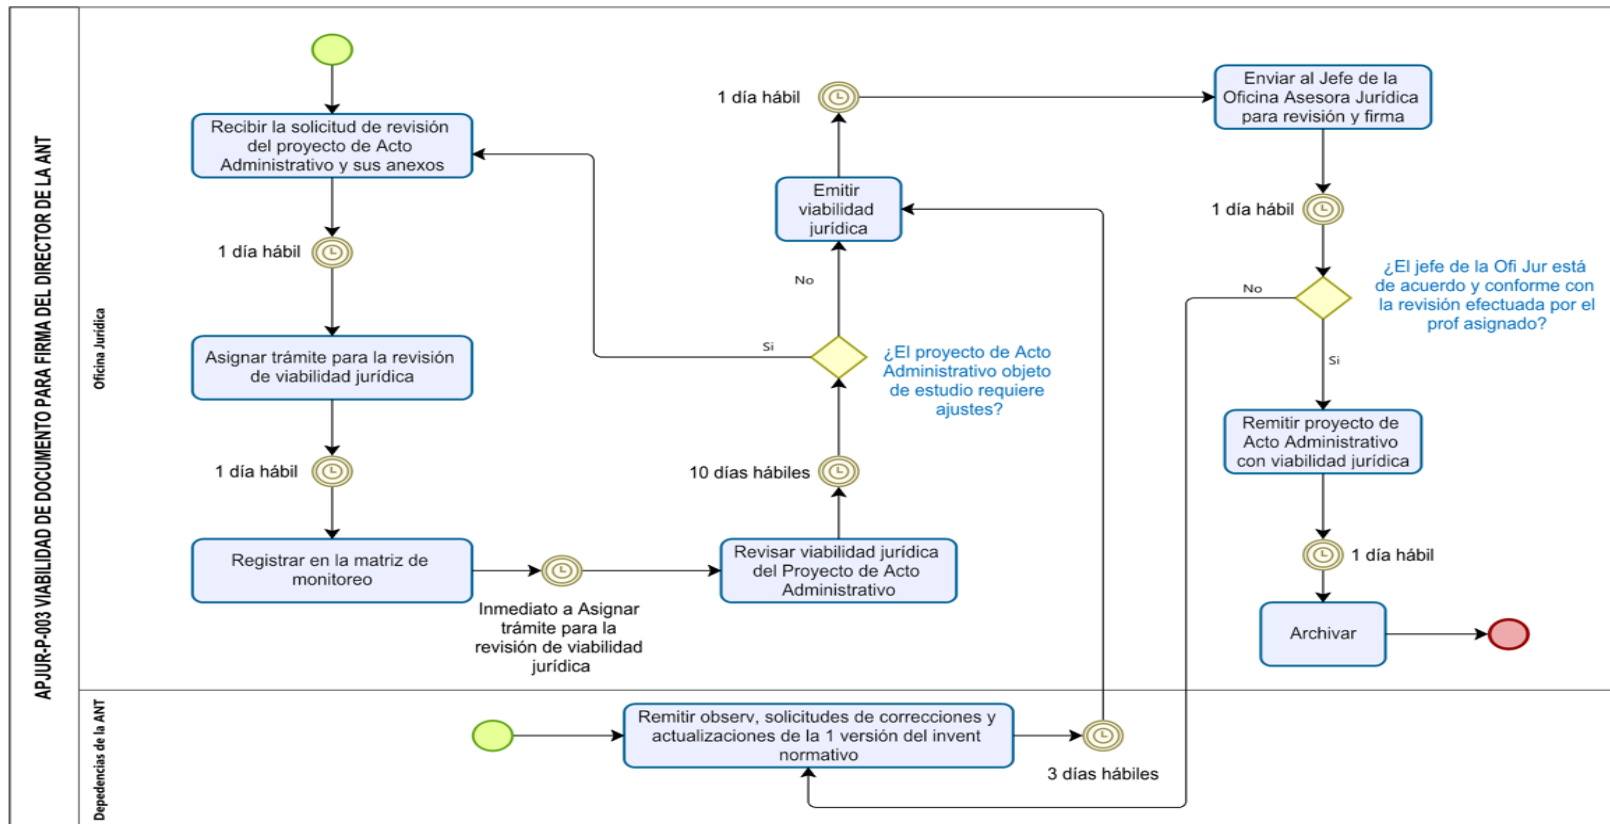 APJUR-P-003 VIABILIDAD DE DOCUMENTO PARA FIRMA DEL DIRECTOR DE LA ANT
Oficina Jurídica
Recibir la solicitud de revisión
del proyecto de Acto
Administrativo y sus anexos
1 día hábil
Asignar trámite para la revisión
de viabilidad jurídica
1 día hábil
Registrar en la matriz de
monitoreo
Inmediato a Asignar
trámite para la
revisión de viabilidad
jurídica
Revisar viabilidad jurídica
del Proyecto de Acto
Administrativo
10 días hábiles
¿El proyecto de Acto
Administrativo objeto
de estudio requiere
ajustes?
Si
No
Emitir
viabilidad
jurídica
1 día hábil
Enviar al Jefe de la
Oficina Asesora Jurídica
para revisión y firma
1 día hábil
¿El jefe de la Ofi Jur está
de acuerdo y conforme con
la revisión efectuada por el
prof asignado?
No
Si
Remitir proyecto de
Acto Administrativo
con viabilidad jurídica
1 día hábil
Archivar
Depedencias de la ANT
Remitir observ, solicitudes de correcciones y
actualizaciones de la 1 versión del invent
normativo
3 días hábiles